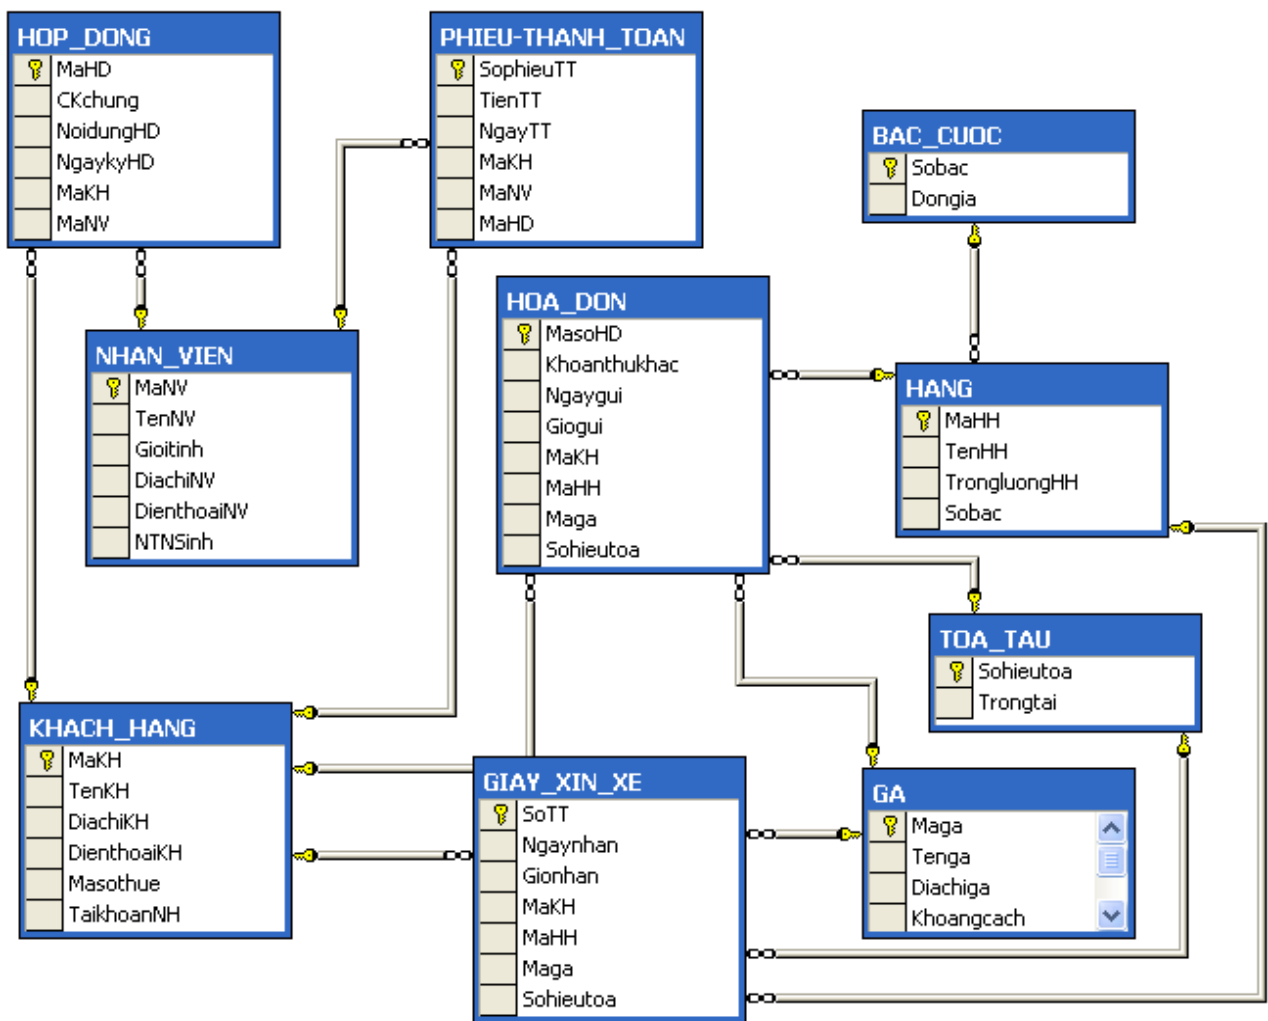 HOP_DONG
MaHD
CKchung
NoidungHD
NgaykyHD
MaKH
MaNV
PHIEU-THANH_TOAN
SophieuTT
TienTT
NgayTT
MaKH
MaNV
MaHD
BAC_CUOC
Sobac
Dongia
NHAN_VIEN
MaNV
TenNV
Gioitinh
DiachiNV
DienthoaiNV
NTNSinh
HOA_DON
MasoHD
Khoanthukhac
Ngaygui
Giogui
MaKH
MaHH
Maga
Sohieutoa
HANG
MaHH
TenHH
TrongluongHH
Sobac
TOA_TAU
Sohieutoa
Trongtai
KHACH_HANG
MaKH
TenKH
DiachiKH
DienthoaiKH
Masothue
TaikhoanNH
GIAY_XIN_XE
SoTT
Ngaynhan
Gionhan
MaKH
MaHH
Maga
Sohieutoa
GA
Maga
Tenga
Diachiga
Khoangcach